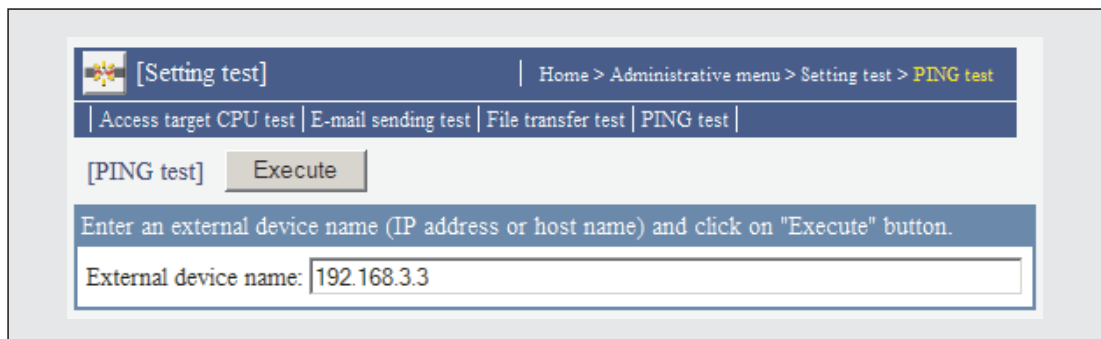 [Setting test] | Home > Administrative menu > Setting test > PING test
| Access target CPU test | E-mail sending test | File transfer test | PING test |
[PING test] Execute
Enter an external device name (IP address or host name) and click on "Execute" button.
External device name: 192.168.3.3